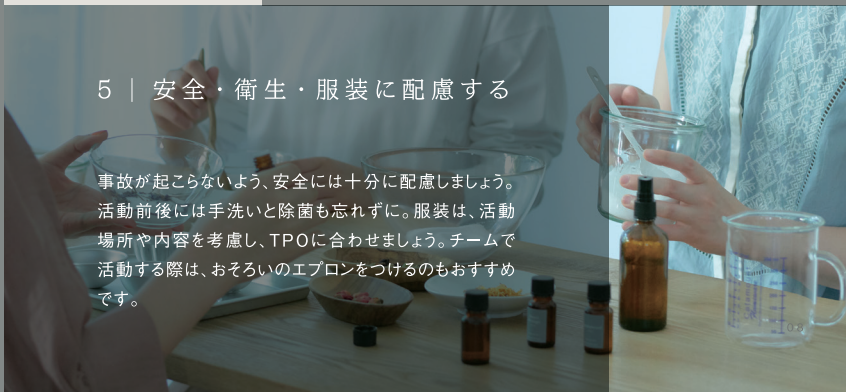 5 | 安全・衛生・服装に配慮する
事故が起こらないよう、安全には十分に配慮しましょう。
活動前後には手洗いと除菌も忘れずに。服装は、活動
場所や内容を考慮し、TPOに合わせましょう。チームで
活動する際は、おそろいのエプロンをつけるのもおすすめ
です。